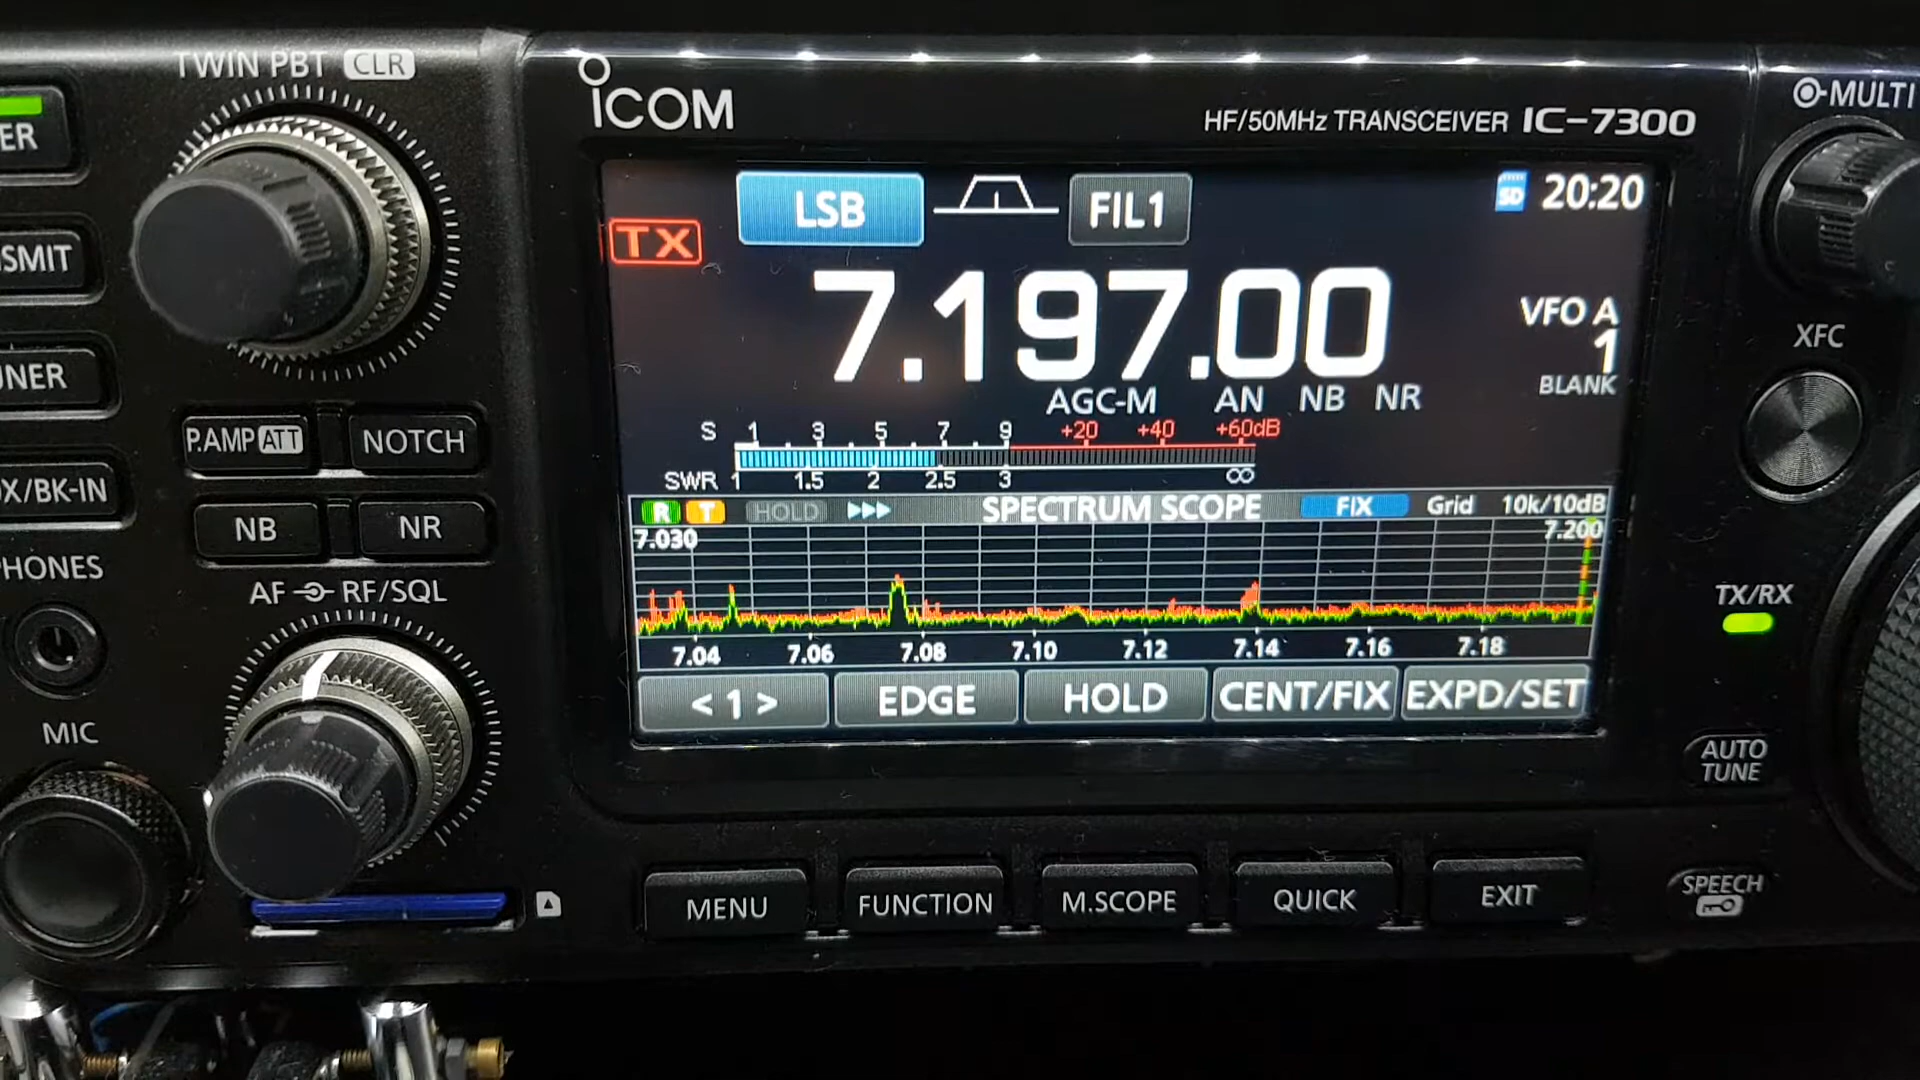 TWIN PBT CLR
ICOM
HF/50MHz TRANSCEIVER IC-7300
MULTI
ER
SMIT
UNER
X/BK-IN
PHONES
MIC
P.AMP ATT
NOTCH
NB
NR
AF RF/SQL
LSB
FIL1
SD 20:20
TX
7.197.00
VFO A
1
BLANK
AGC-M AN NB NR
S 1 3 5 7 9 +20 +40 +60dB
SWR 1 1.5 2 2.5 3 ∞
R T HOLD SPECTRUM SCOPE FIX Grid 10k/10dB
7.030 7.200
7.04 7.06 7.08 7.10 7.12 7.14 7.16 7.18
< 1 > EDGE HOLD CENT/FIX EXPD/SET
MENU FUNCTION M.SCOPE QUICK EXIT
XFC
TX/RX
AUTO
TUNE
SPEECH